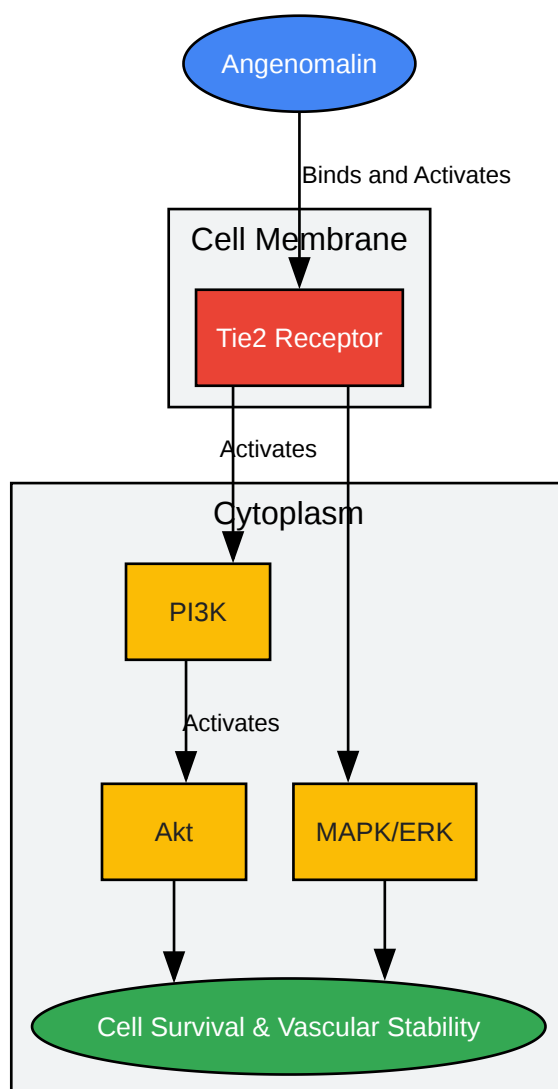 Angenomalin
Binds and Activates
Cell Membrane
Tie2 Receptor
Activates
Cytoplasm
PI3K
Activates
Akt
MAPK/ERK
Cell Survival & Vascular Stability